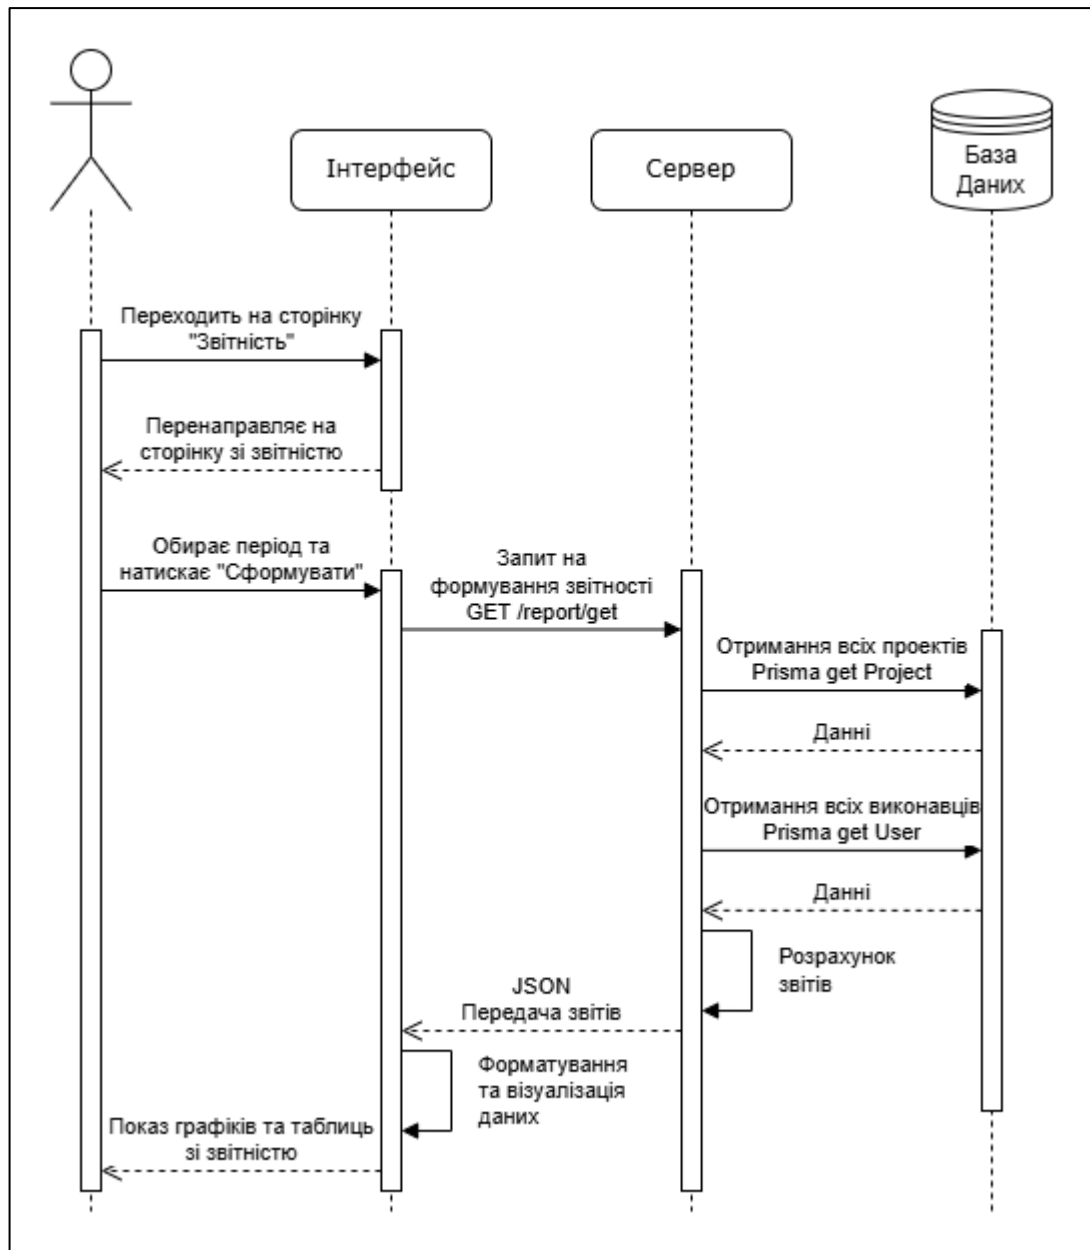 Інтерфейс
Сервер
База
Даних
Переходить на сторінку
"Звітність"
Перенаправляє на
сторінку зі звітністю
Обирає період та
натискає "Сформувати"
Запит на
формування звітності
GET /report/get
Отримання всіх проектів
Prisma get Project
Данні
Отримання всіх виконавців
Prisma get User
Данні
Розрахунок
звітів
JSON
Передача звітів
Форматування
та візуалізація
даних
Показ графіків та таблиць
зі звітністю